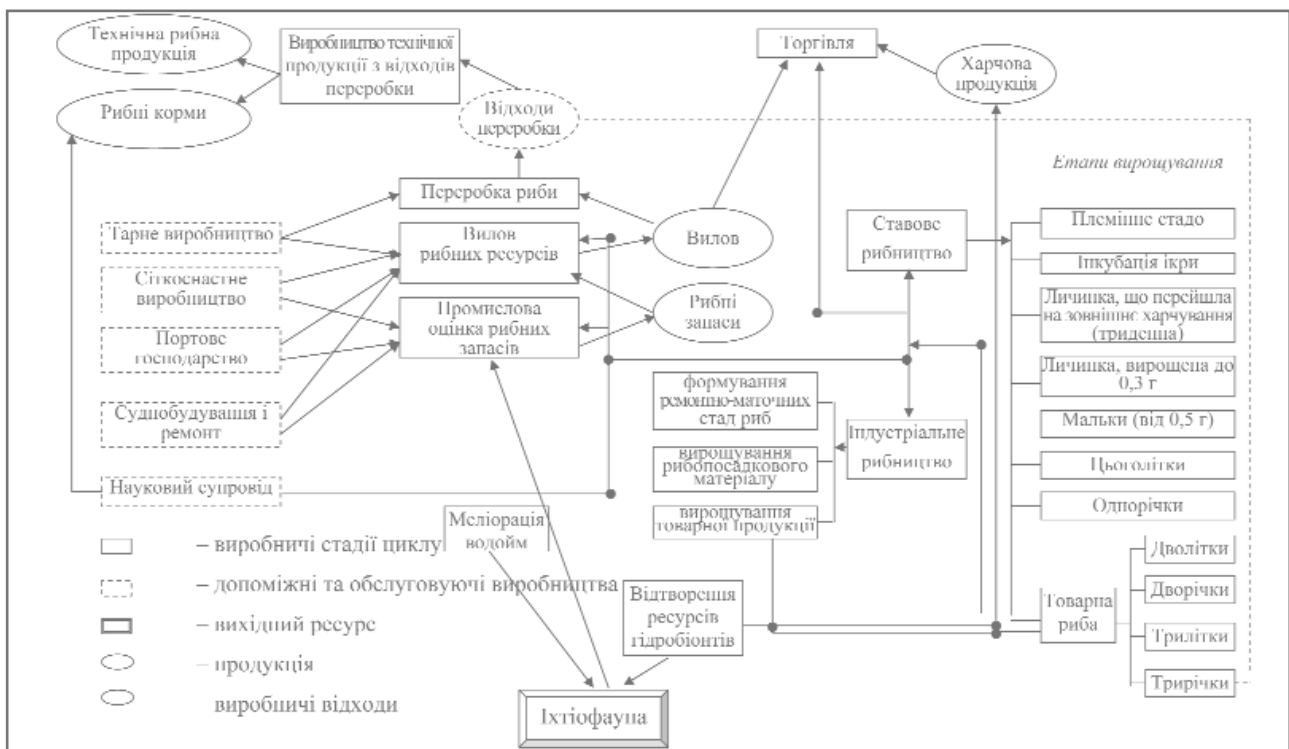 Технічна рибна
продукція
Виробництво технічної
продукції з відходів
переробки
Торгівля
Харчова
продукція
Рибні корми
Відходи
переробки
Етапи вирощування
Переробка риби
Тарне виробництво
Вилов
рибних ресурсів
Вилов
Ставове
рибництво
Племінне стадо
Інкубація ікри
Сіткоснастне
виробництво
Промислова
оцінка рибних
запасів
Рибні
запаси
Личинка, що перейшла
на зовнішнє харчування
(триденна)
Портове
господарство
Личинка, вирощена до
0,3 г
формування
ремонтно-маточних
стад риб
Мальки (від 0,5 г)
Суднобудування і
ремонт
Індустріальне
рибництво
вирощування
рибопосадкового
матеріалу
Цьоголітки
Науковий супровід
Однорічки
вирощування
товарної продукції
Меліорація
водойм
– виробничі стадії циклу
– допоміжні та обслуговуючі виробництва
– вихідний ресурс
– продукція
виробничі відходи
Відтворення
ресурсів
гідробіонтів
Товарна
риба
Дволітки
Дворічки
Трилітки
Трирічки
Іхтіофауна